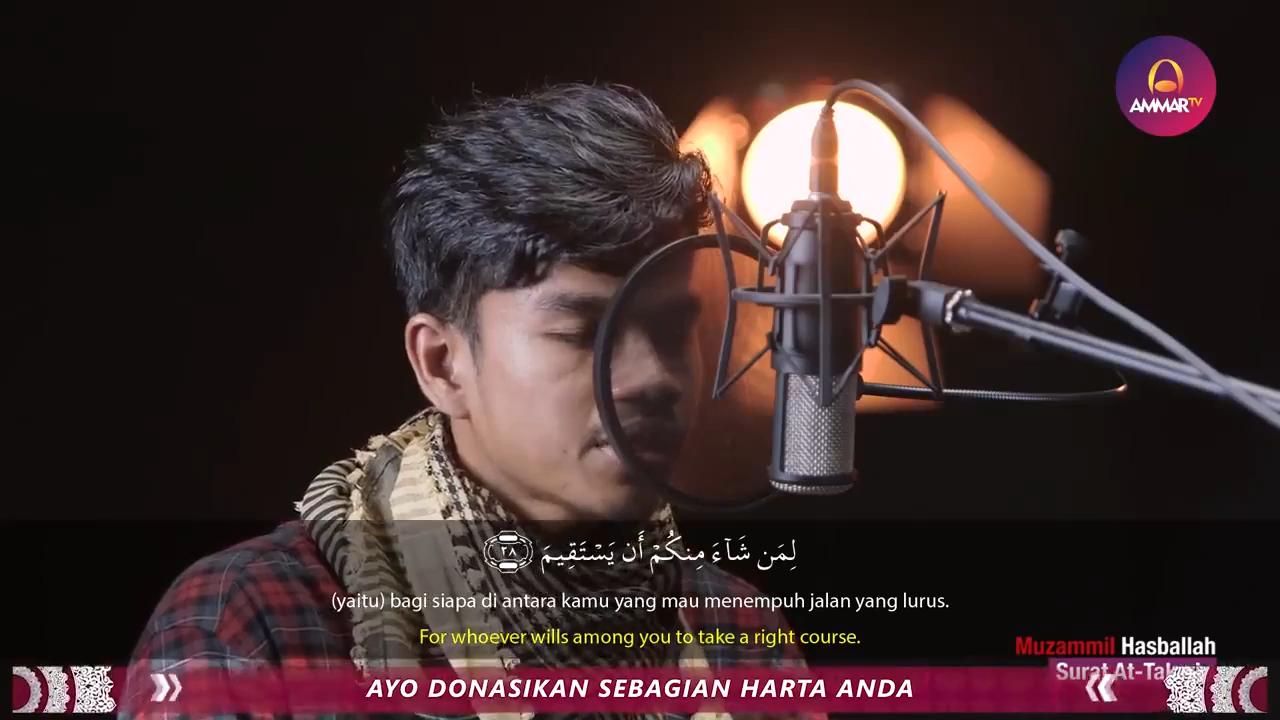 AMMAR TV
لِمَن شَآءَ مِنكُمْ أَن يَسْتَقِيمَ ٢٨
(yaitu) bagi siapa di antara kamu yang mau menempuh jalan yang lurus.
For whoever wills among you to take a right course.
Muzammil Hasballah
Surat
AYO DONASIKAN SEBAGIAN HARTA ANDA